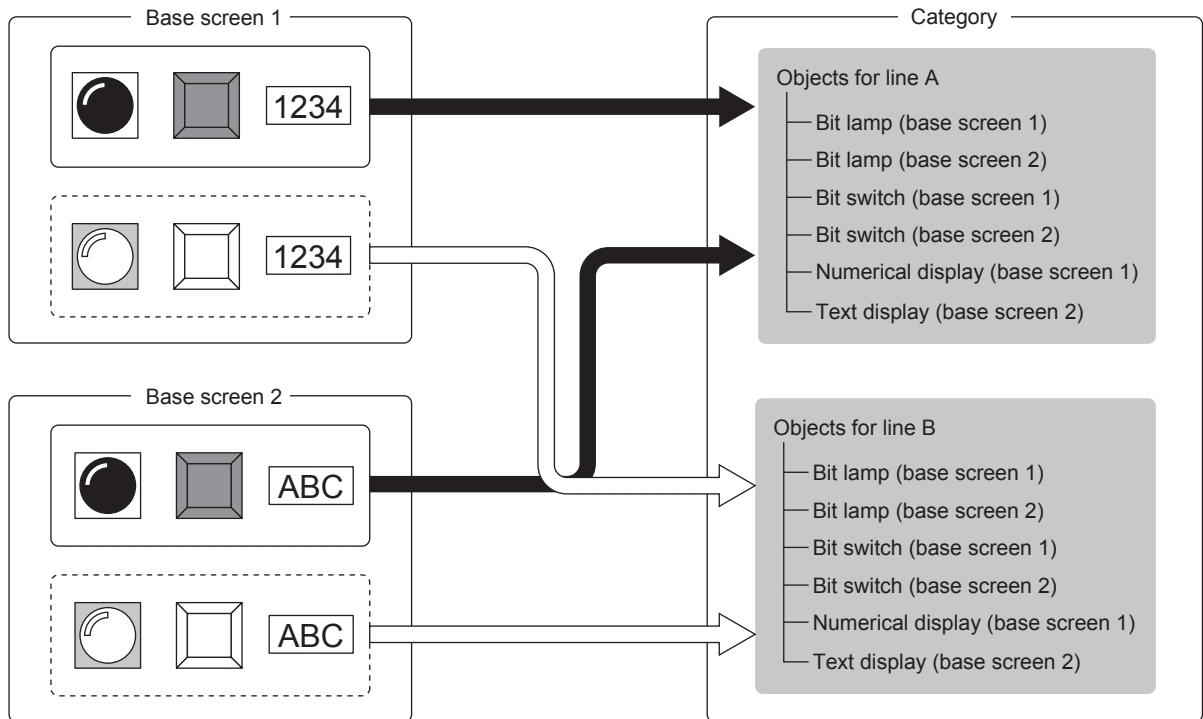 Base screen 1
1234
1234
Base screen 2
ABC
ABC
Category
Objects for line A
Bit lamp (base screen 1)
Bit lamp (base screen 2)
Bit switch (base screen 1)
Bit switch (base screen 2)
Numerical display (base screen 1)
Text display (base screen 2)
Objects for line B
Bit lamp (base screen 1)
Bit lamp (base screen 2)
Bit switch (base screen 1)
Bit switch (base screen 2)
Numerical display (base screen 1)
Text display (base screen 2)